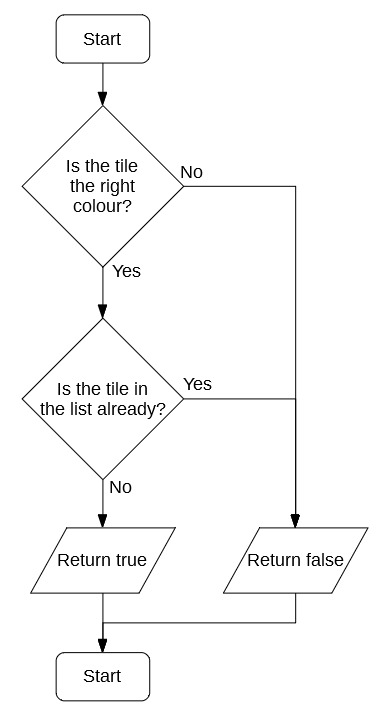 Start
Is the tile
the right
colour?
No
Yes
Is the tile in
the list already?
Yes
No
Return true
Return false
Start